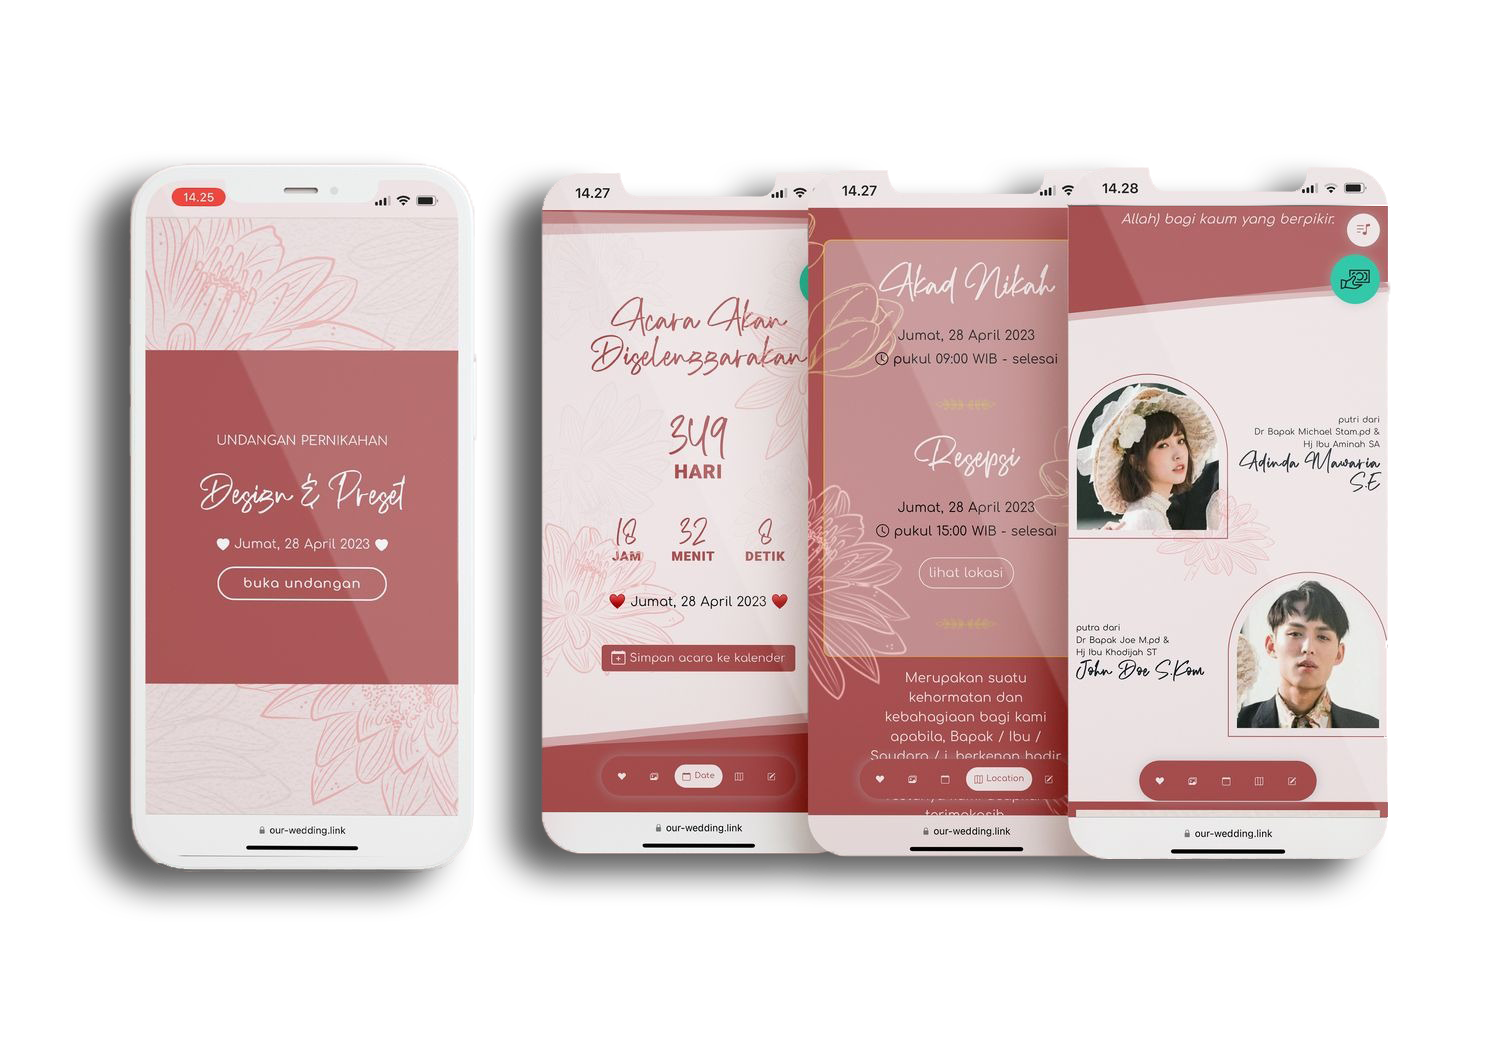 14.25
UNDANGAN PERNIKAHAN
Design & Preset
Jumat, 28 April 2023
buka undangan
our-wedding.link
14.27
Acara Akan
Diselenggarakan
349
HARI
18
JAM
32
MENIT
8
DETIK
Jumat, 28 April 2023
Simpan acara ke kalender
Date
our-wedding.link
14.27
Akad Nikah
Jumat, 28 April 2023
pukul 09:00 WIB - selesai
Resepsi
Jumat, 28 April 2023
pukul 15:00 WIB - selesai
lihat lokasi
Merupakan suatu
kehormatan dan
kebahagiaan bagi kami
apabila, Bapak / Ibu /
Saudara / i, berkenan hadir
Location
terimakasih
our-wedding.link
14.28
Allah) bagi kaum yang berpikir.
putri dari
Dr Bapak Michael Stam.pd &
Hj Ibu Aminah SA
Adinda Mawaria
S.E
putra dari
Dr Bapak Joe M.pd &
Hj Ibu Khodijah ST
John Doe S.Kom
our-wedding.link